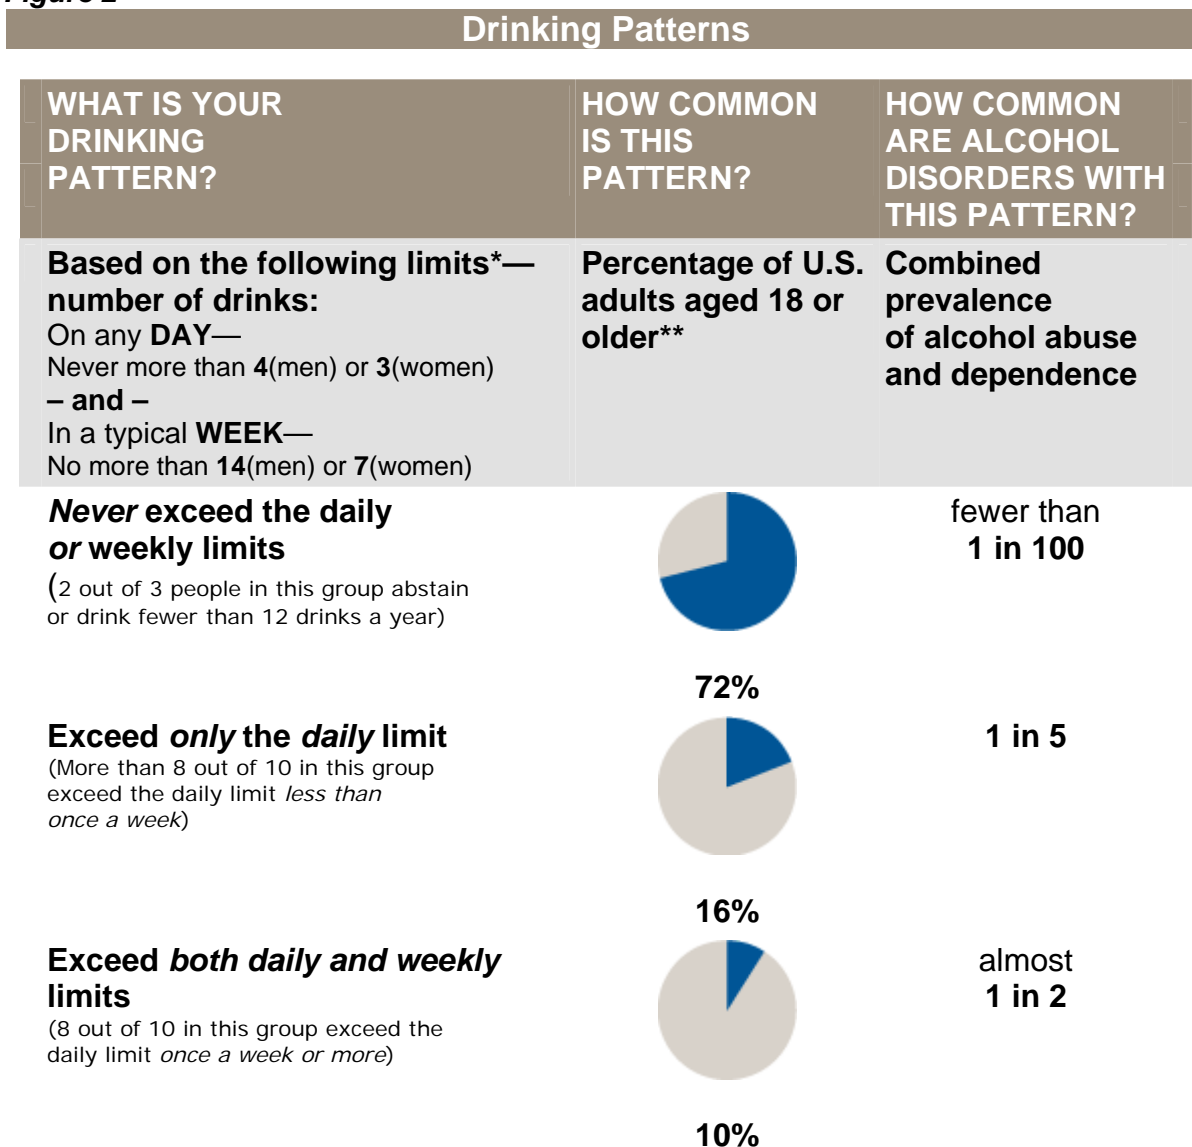 Figure 2
Drinking Patterns
WHAT IS YOUR
DRINKING
PATTERN?
HOW COMMON
IS THIS
PATTERN?
HOW COMMON
ARE ALCOHOL
DISORDERS WITH
THIS PATTERN?
Based on the following limits*—
number of drinks:
On any DAY—
Never more than 4(men) or 3(women)
– and –
In a typical WEEK—
No more than 14(men) or 7(women)
Percentage of U.S.
adults aged 18 or
older**
Combined
prevalence
of alcohol abuse
and dependence
Never exceed the daily
or weekly limits
(2 out of 3 people in this group abstain
or drink fewer than 12 drinks a year)
72%
fewer than
1 in 100
Exceed only the daily limit
(More than 8 out of 10 in this group
exceed the daily limit less than
once a week)
16%
1 in 5
Exceed both daily and weekly
limits
(8 out of 10 in this group exceed the
daily limit once a week or more)
10%
almost
1 in 2